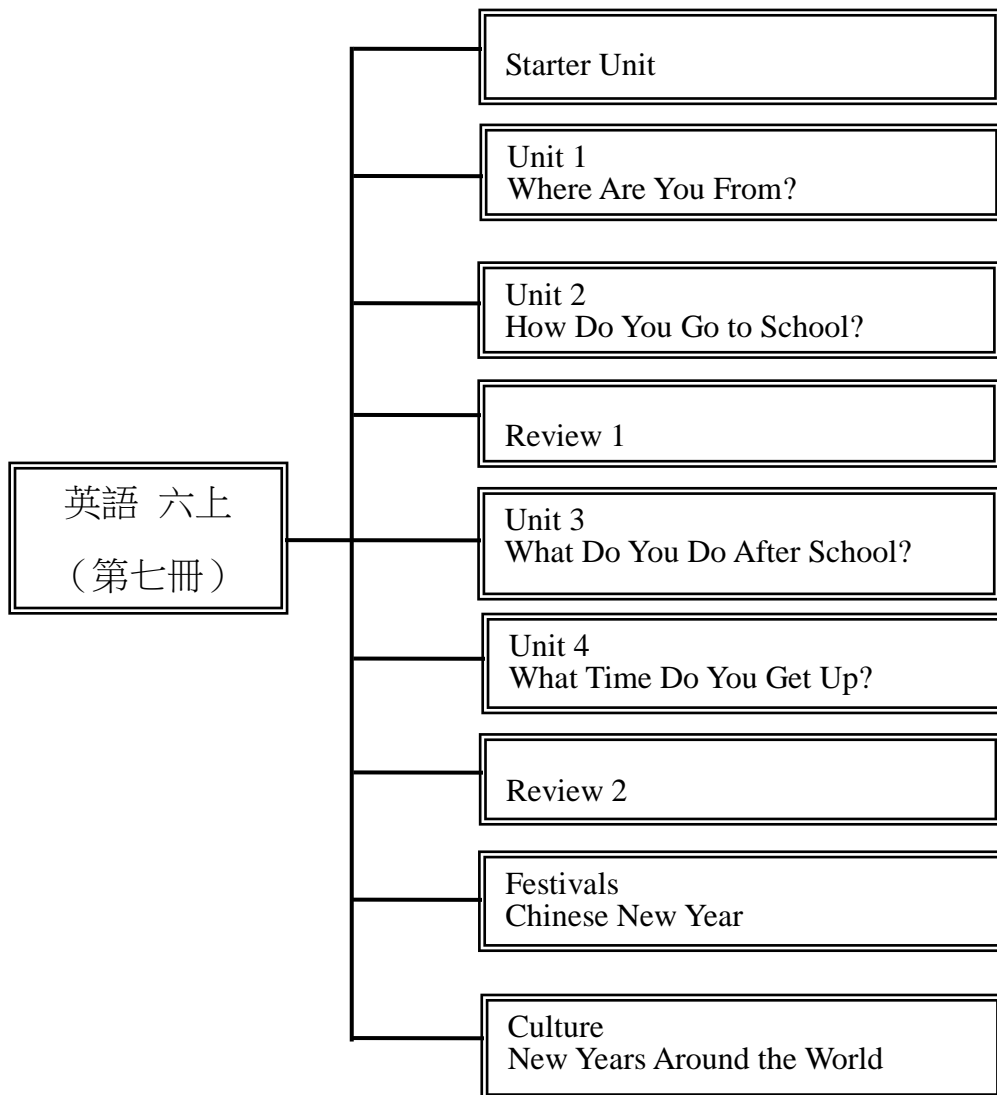 Starter Unit
Unit 1
Where Are You From?
Unit 2
How Do You Go to School?
Review 1
英語 六上
（第七冊）
Unit 3
What Do You Do After School?
Unit 4
What Time Do You Get Up?
Review 2
Festivals
Chinese New Year
Culture
New Years Around the World